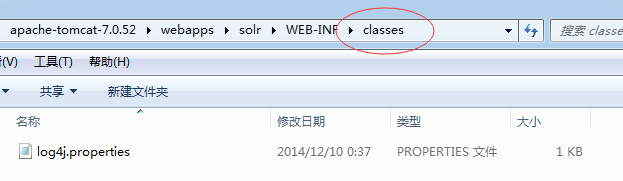 apache-tomcat-7.0.52 webapps solr WEB-INF classes 搜索 classe
(V) 工具(T) 帮助(H)
共享 新建文件夹
名称 修改日期 类型 大小
log4j.properties 2014/12/10 0:37 PROPERTIES 文件 1 KB